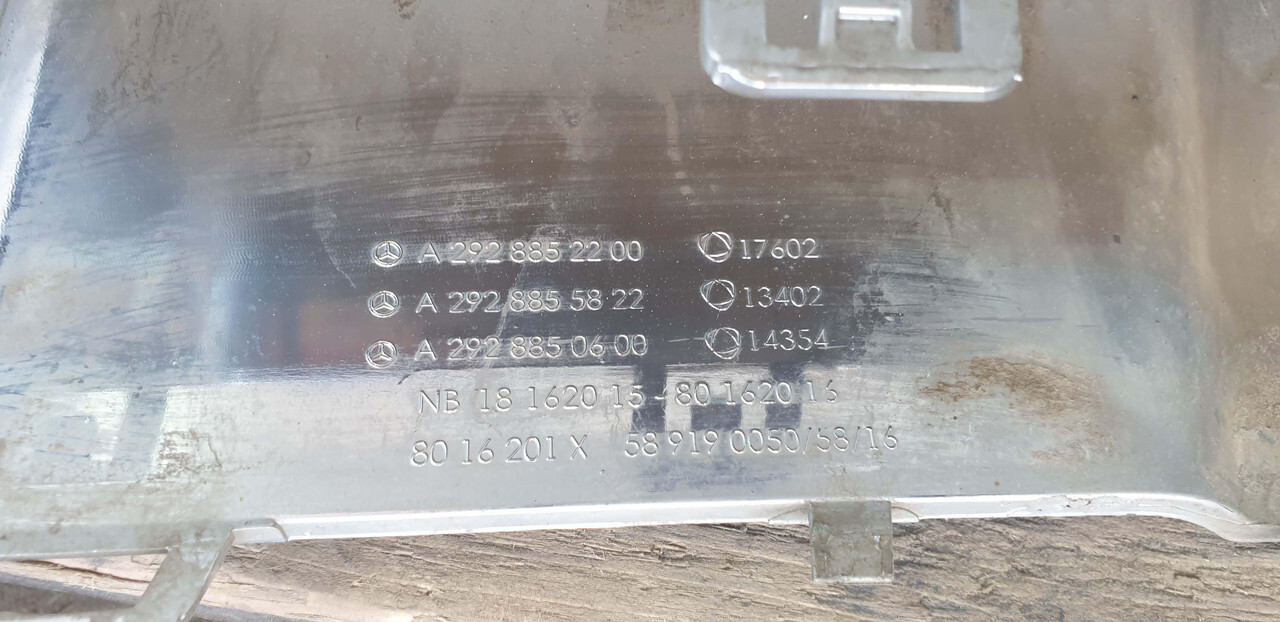 A 292 885 22 00 17602
A 292 885 58 22 13402
A 292 885 06 00 14354
NB 18 1620 15 - 80 1620 16
80 16 201 X 58 919 0050/58/16